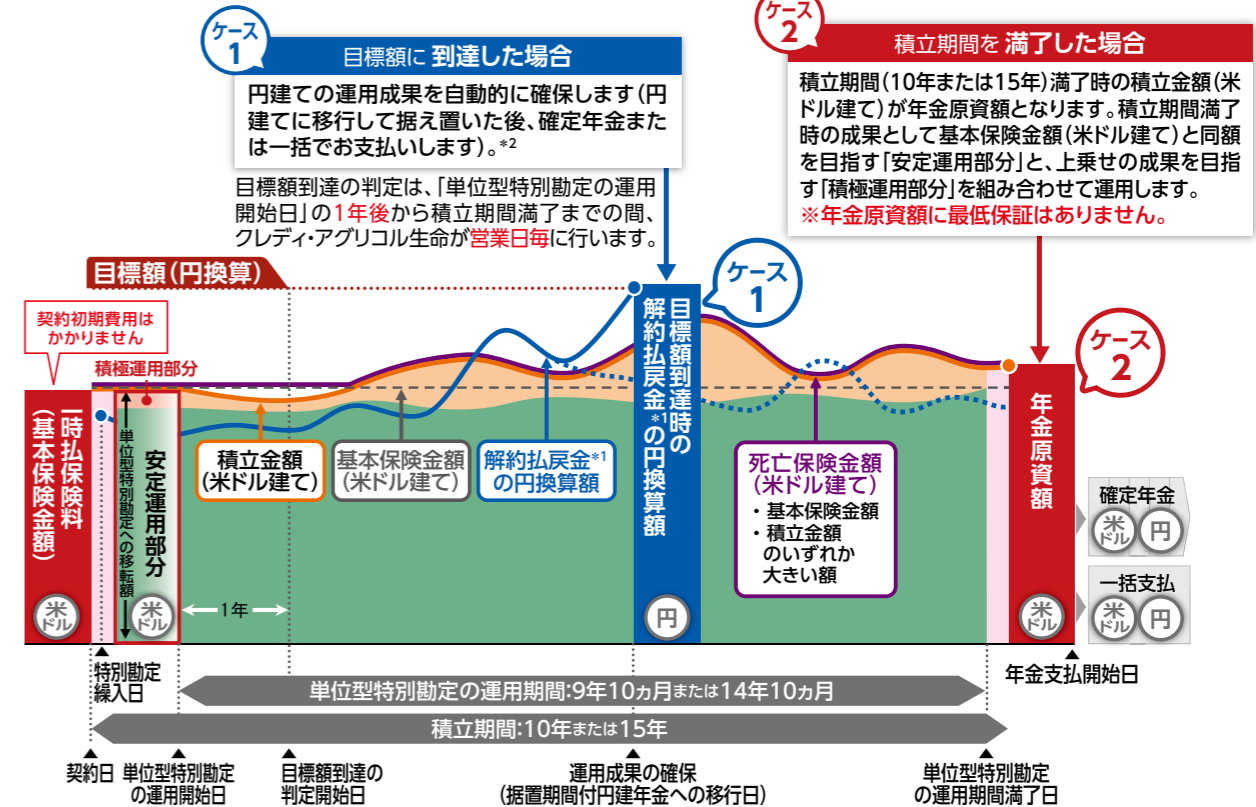 ケース
1
目標額に 到達した場合
円建ての運用成果を自動的に確保します(円
建てに移行して据え置いた後、確定年金また
は一括でお支払いします)。*2
目標額到達の判定は、「単位型特別勘定の運用
開始日」の1年後から積立期間満了までの間、
クレディ・アグリコル生命が営業日毎に行います。
ケース
2
積立期間を 満了した場合
積立期間(10年または15年)満了時の積立金額(米
ドル建て)が年金原資額となります。積立期間満了
時の成果として基本保険金額(米ドル建て)と同額
を目指す「安定運用部分」と、上乗せの成果を目指
す「積極運用部分」を組み合わせて運用します。
※年金原資額に最低保証はありません。
目標額(円換算)
契約初期費用は
かかりません
積極運用部分
一時払保険料
(基本保険金額)
米
ドル
単位型特別勘定への移転額
安定運用部分
米
ドル
1年
積立金額
(米ドル建て)
基本保険金額
(米ドル建て)
解約払戻金*1
の円換算額
目標額到達時の
解約払戻金*1の円換算額
円
ケース
1
死亡保険金額
(米ドル建て)
・基本保険金額
・積立金額
のいずれか
大きい額
ケース
2
年金原資額
米
ドル
確定年金
米
ドル
円
一括支払
米
ドル
円
特別勘定
繰入日
年金支払開始日
単位型特別勘定の運用期間:9年10ヵ月または14年10ヵ月
積立期間:10年または15年
契約日
単位型特別勘定
の運用開始日
目標額到達の
判定開始日
運用成果の確保
(据置期間付円建年金への移行日)
単位型特別勘定
の運用期間満了日